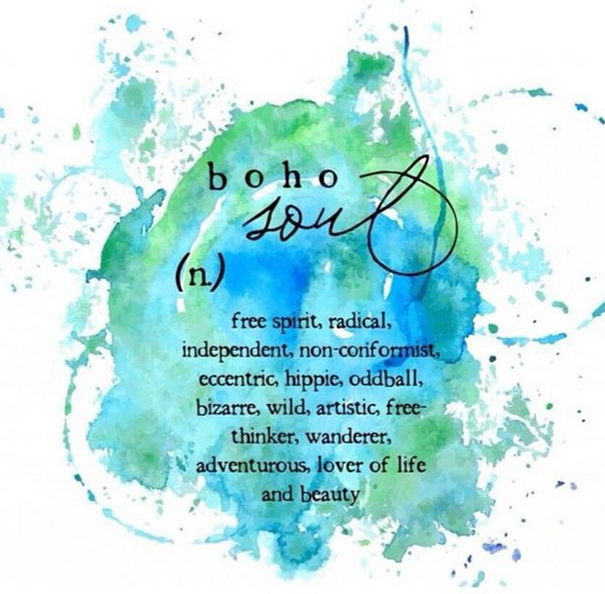 boho
soul
(n.)
free spirit, radical,
independent, non-conformist,
eccentric, hippie, oddball,
bizarre, wild, artistic, free-
thinker, wanderer,
adventurous, lover of life
and beauty